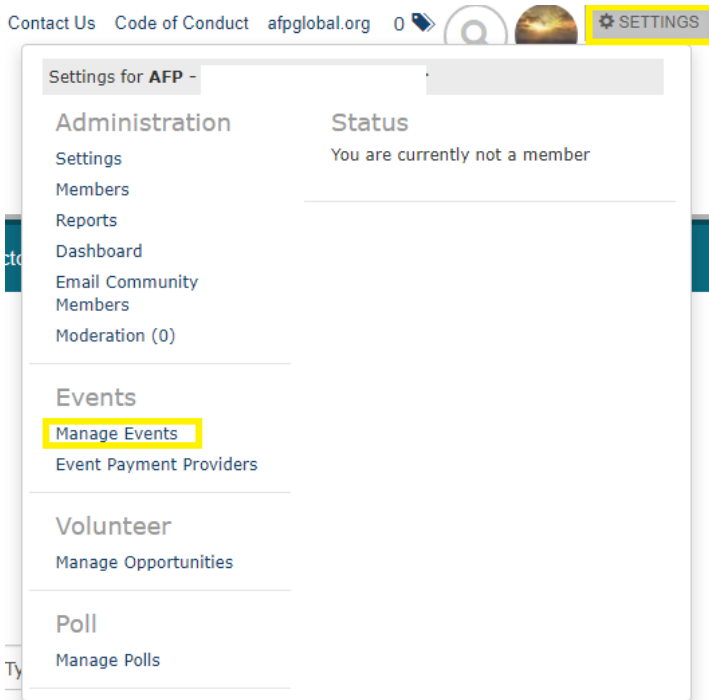 Contact Us Code of Conduct afpglobal.org 0 SETTINGS
Settings for AFP -
Administration
Settings
Members
Reports
Dashboard
Email Community
Members
Moderation (0)
Status
You are currently not a member
Events
Manage Events
Event Payment Providers
Volunteer
Manage Opportunities
Poll
Manage Polls
Ty